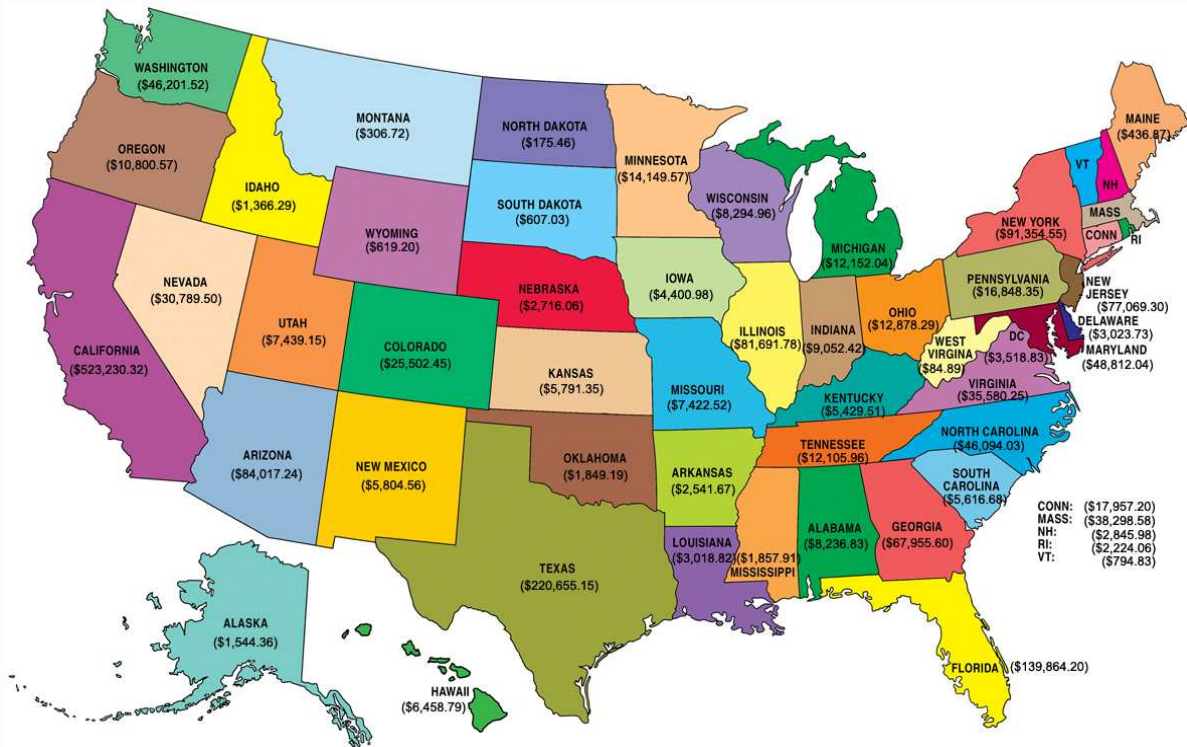 WASHINGTON
($46,201.52)
OREGON
($10,800.57)
CALIFORNIA
($523,230.32)
NEVADA
($30,789.50)
IDAHO
($1,366.29)
MONTANA
($306.72)
WYOMING
($619.20)
UTAH
($7,439.15)
ARIZONA
($84,017.24)
COLORADO
($25,502.45)
NEW MEXICO
($5,804.56)
NORTH DAKOTA
($175.46)
SOUTH DAKOTA
($607.03)
NEBRASKA
($2,716.06)
KANSAS
($5,791.35)
OKLAHOMA
($1,849.19)
TEXAS
($220,655.15)
MINNESOTA
($14,149.57)
IOWA
($4,400.98)
MISSOURI
($7,422.52)
ARKANSAS
($2,541.67)
LOUISIANA
($3,018.82)
WISCONSIN
($8,294.96)
ILLINOIS
($81,691.78)
MICHIGAN
($12,152.04)
INDIANA
($9,052.42)
OHIO
($12,878.29)
KENTUCKY
($5,429.51)
TENNESSEE
($12,105.96)
($1,857.91)
MISSISSIPPI
ALABAMA
($8,236.83)
GEORGIA
($67,955.60)
FLORIDA
($139,864.20)
SOUTH
CAROLINA
($5,616.68)
NORTH CAROLINA
($46,094.03)
VIRGINIA
($35,580.25)
WEST
VIRGINA
($84.89)
DC
($3,518.83)
MARYLAND
($48,812.04)
DELAWARE
($3,023.73)
NEW
JERSEY
($77,069.30)
PENNSYLVANIA
($16,848.35)
NEW YORK
($91,354.55)
CONN
RI
MASS
VT
NH
MAINE
($436.87)
CONN: ($17,957.20)
MASS: ($38,298.58)
NH: ($2,845.98)
RI: ($2,224.06)
VT: ($794.83)
ALASKA
($1,544.36)
HAWAII
($6,458.79)